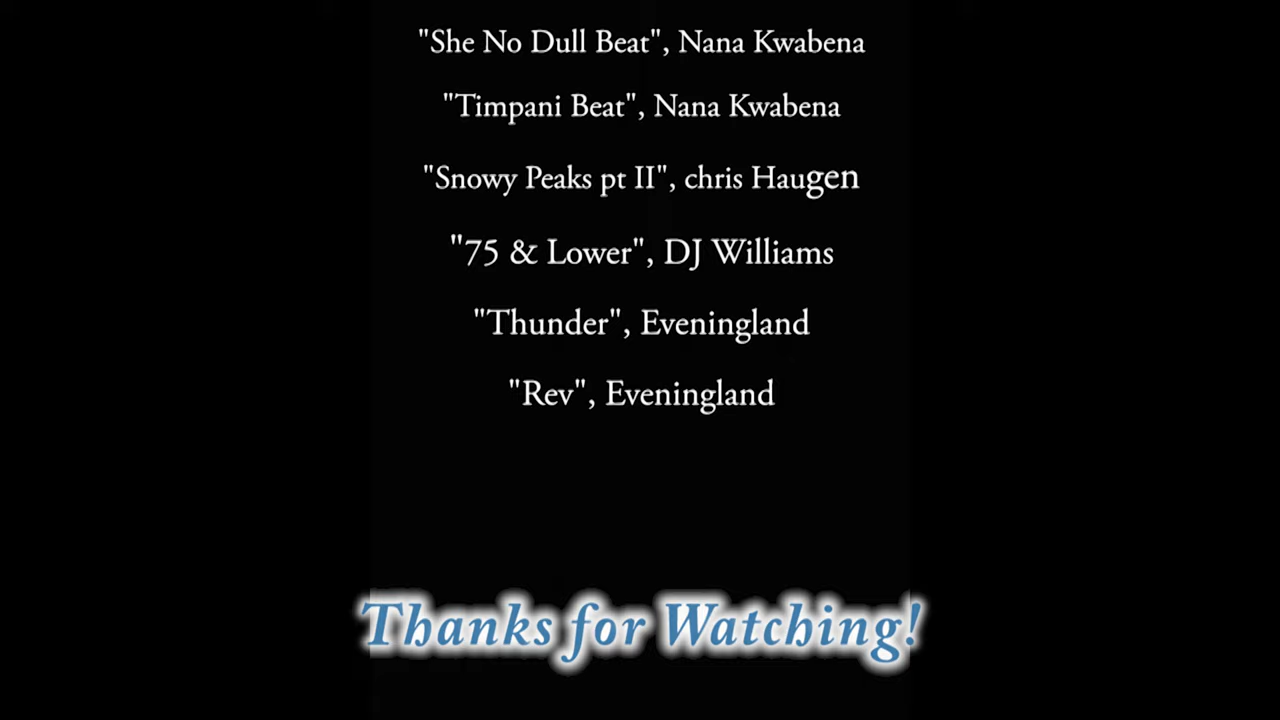 "She No Dull Beat", Nana Kwabena
"Timpani Beat", Nana Kwabena
"Snowy Peaks pt II", chris Haugen
"75 & Lower", DJ Williams
"Thunder", Eveningland
"Rev", Eveningland
Thanks for Watching!